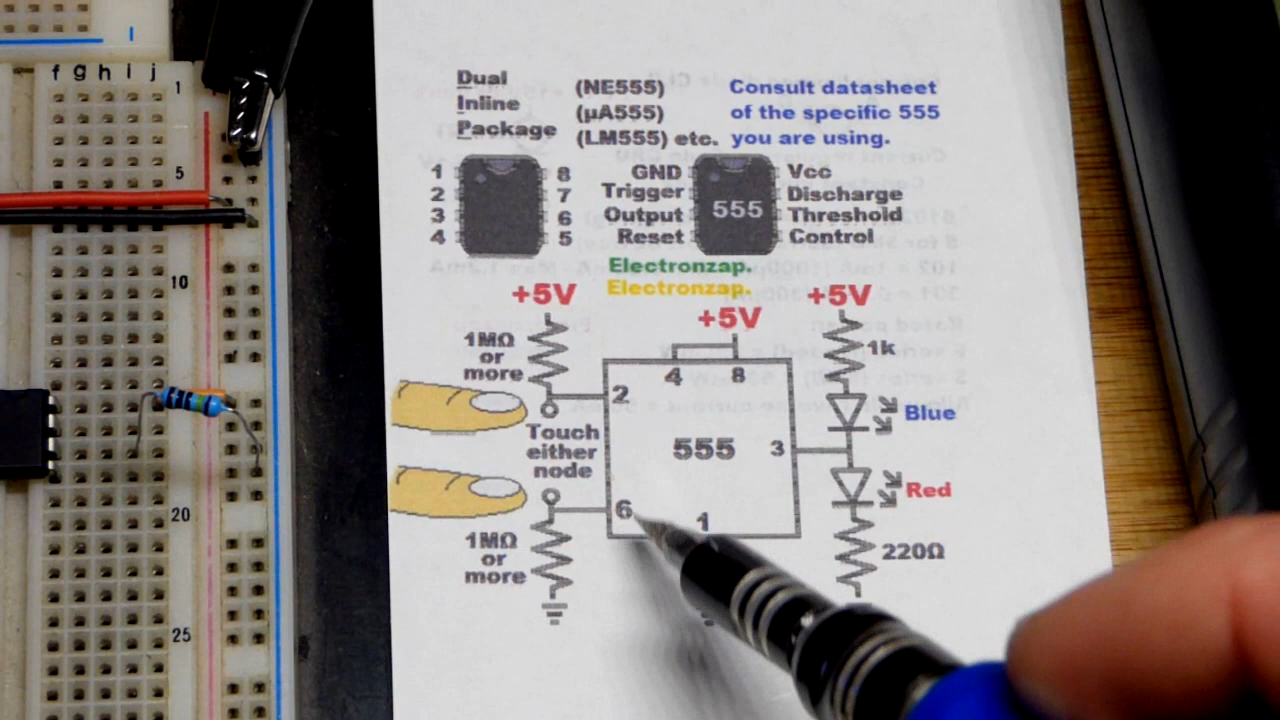 f g h i j
1
5
10
20
25
Dual
Inline
Package
(NE555)
(µA555)
(LM555) etc.
Consult datasheet
of the specific 555
you are using.
1 8
2 7
3 6
4 5
GND Vcc
Trigger Discharge
Output Threshold
Reset Control
555
Electronzap.
Electronzap.
+5V
+5V
+5V
1MΩ
or
more
1k
4 8
2
Blue
Touch
either
node
555
3
Red
6
1
1MΩ
or
more
220Ω